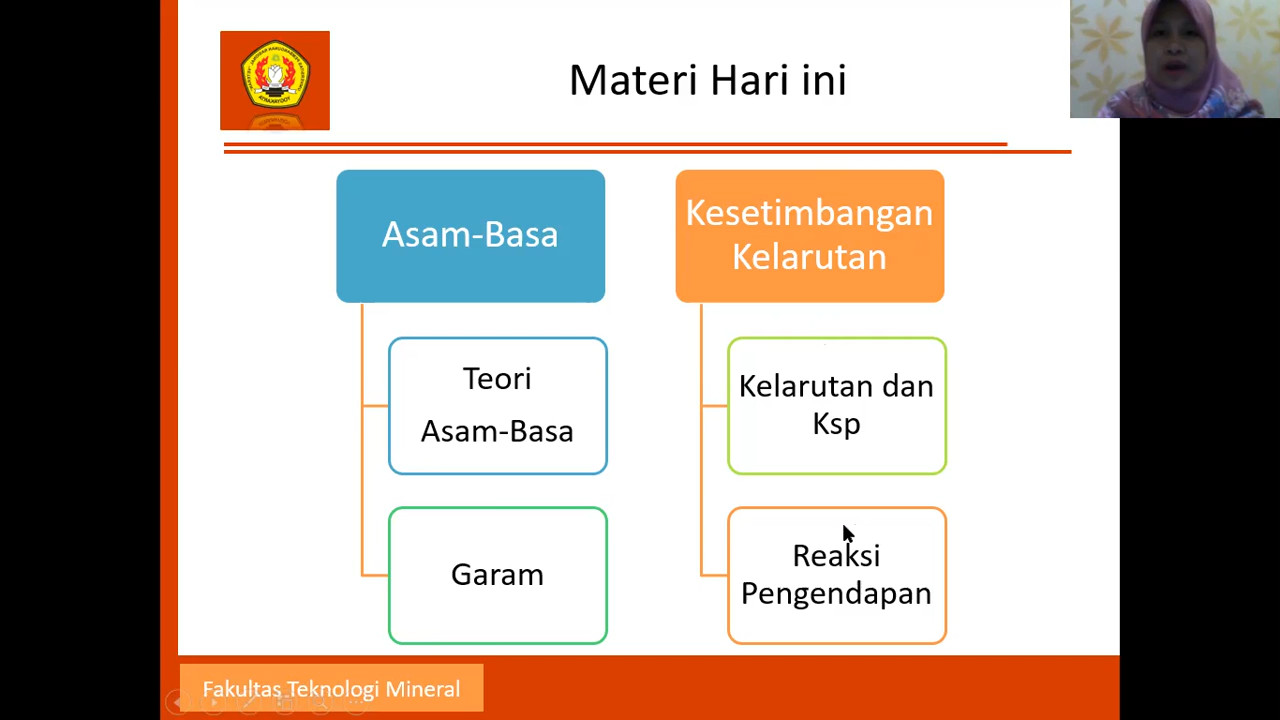 Materi Hari ini
Asam-Basa
Kesetimbangan
Kelarutan
Teori
Asam-Basa
Kelarutan dan
Ksp
Garam
Reaksi
Pengendapan
Fakultas Teknologi Mineral